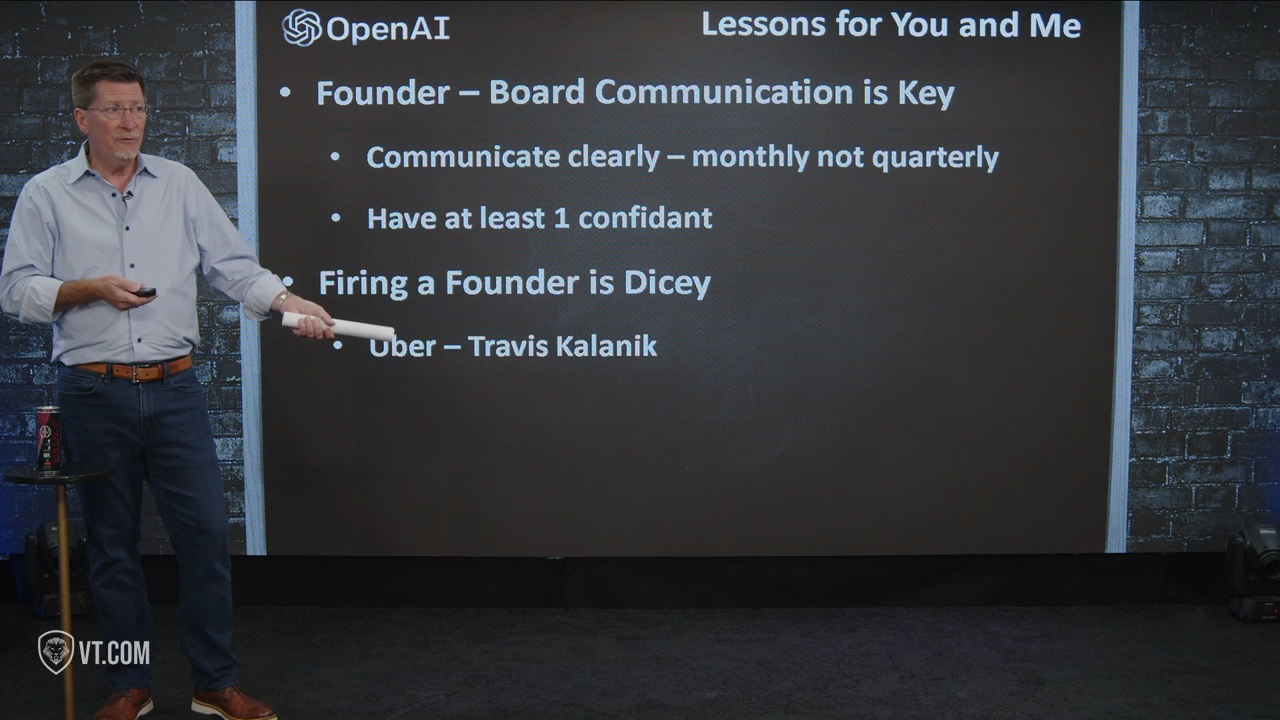 OpenAI
Lessons for You and Me
• Founder – Board Communication is Key
• Communicate clearly – monthly not quarterly
• Have at least 1 confidant
• Firing a Founder is Dicey
• Uber – Travis Kalanik
VT.COM